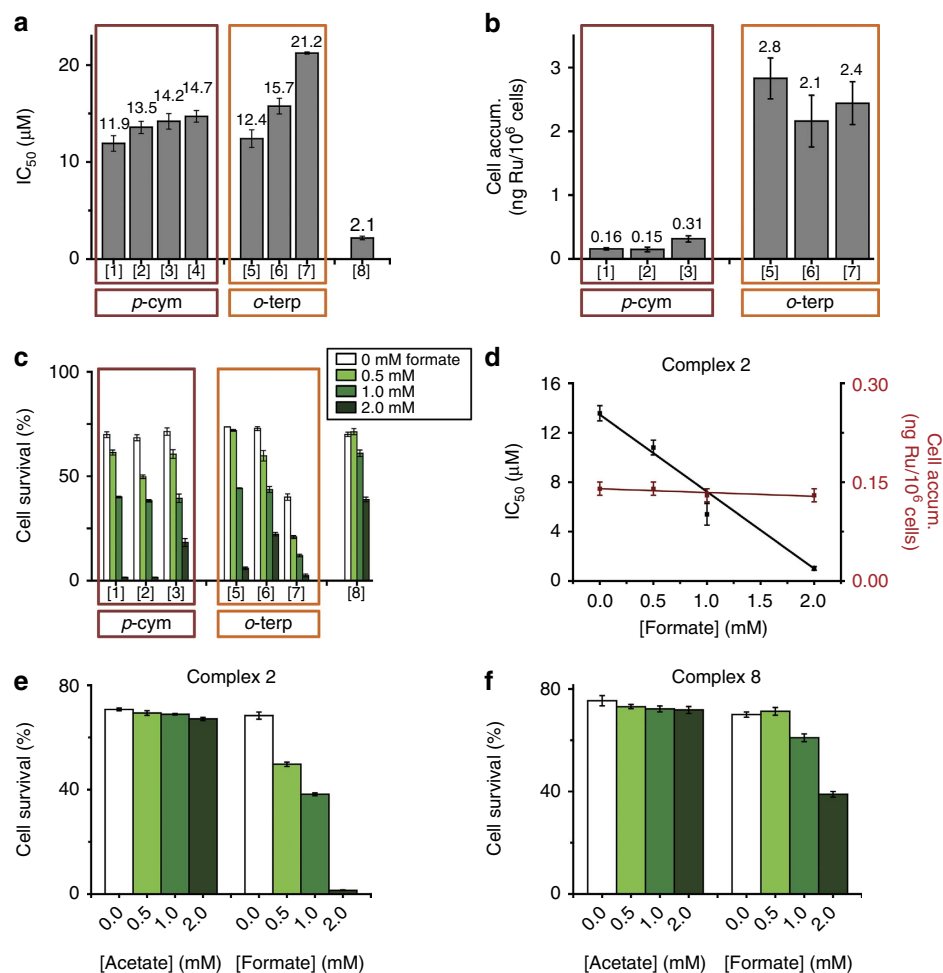 a
IC50 (µM)
20
10
0
11.9
13.5
14.2
14.7
12.4
15.7
21.2
2.1
[1] [2] [3] [4] [5] [6] [7] [8]
p-cym
o-terp
b
Cell accum.
(ng Ru/10^6 cells)
3
2
1
0
0.16
0.15
0.31
2.8
2.1
2.4
[1] [2] [3] [5] [6] [7]
p-cym
o-terp
c
Cell survival (%)
100
50
0
0 mM formate
0.5 mM
1.0 mM
2.0 mM
[1] [2] [3] [5] [6] [7] [8]
p-cym
o-terp
d
Complex 2
IC50 (µM)
16
12
8
4
0
0.30
0.15
0.00
Cell accum.
(ng Ru/10^6 cells)
0.0 0.5 1.0 1.5 2.0
[Formate] (mM)
e
Complex 2
Cell survival (%)
80
40
0
0.0 0.5 1.0 2.0 0.0 0.5 1.0 2.0
[Acetate] (mM) [Formate] (mM)
f
Complex 8
Cell survival (%)
80
40
0
0.0 0.5 1.0 2.0 0.0 0.5 1.0 2.0
[Acetate] (mM) [Formate] (mM)